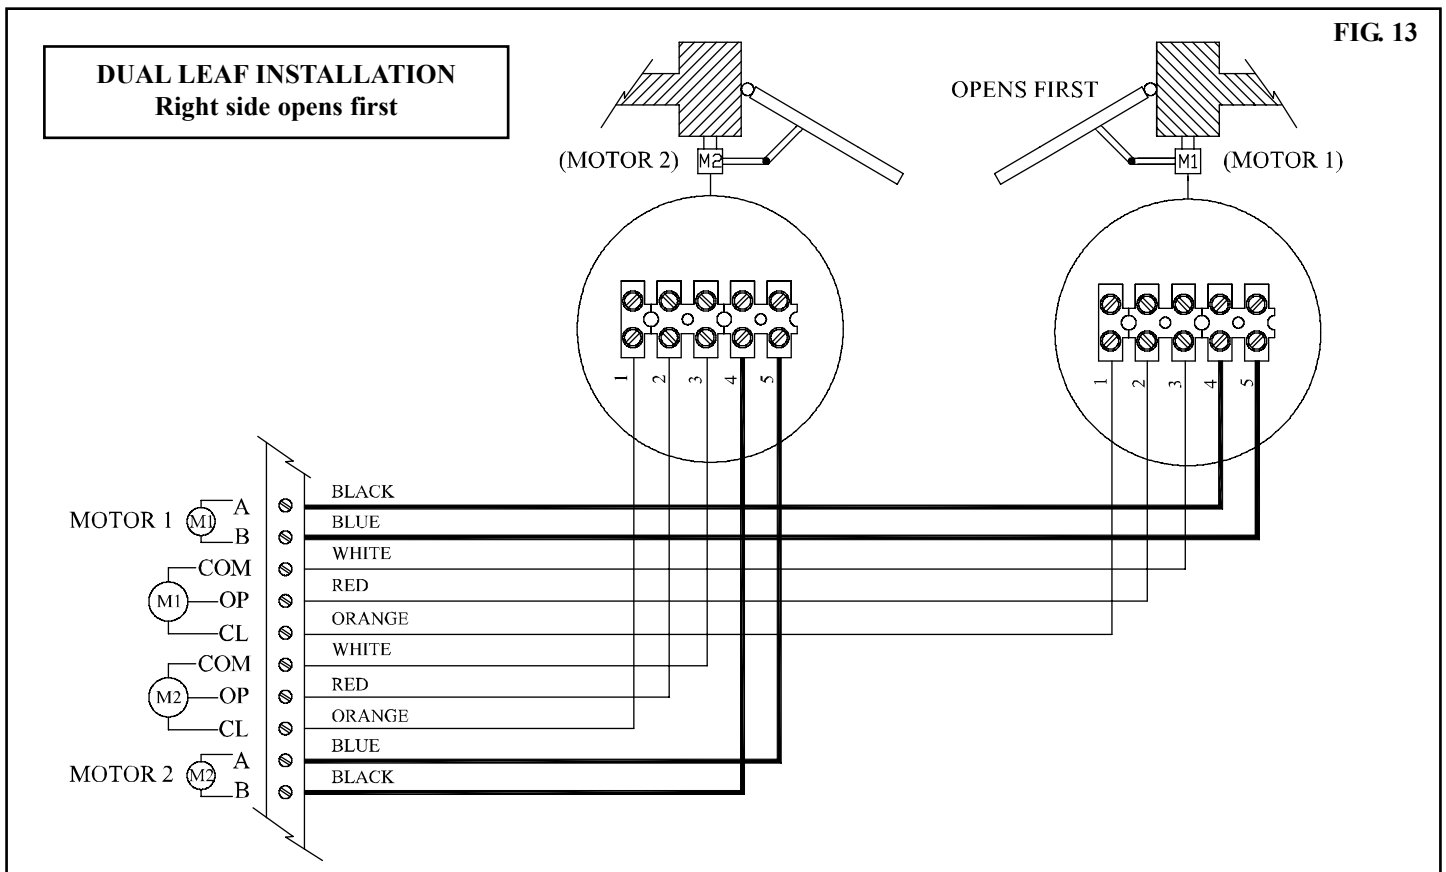 FIG. 13
DUAL LEAF INSTALLATION
Right side opens first
OPENS FIRST
(MOTOR 2)
M2
M1
(MOTOR 1)
1 2 3 4 5
1 2 3 4 5
MOTOR 1
M1
A
BLACK
B
BLUE
COM
WHITE
M1
OP
RED
CL
ORANGE
COM
WHITE
M2
OP
RED
CL
ORANGE
MOTOR 2
M2
A
BLUE
B
BLACK